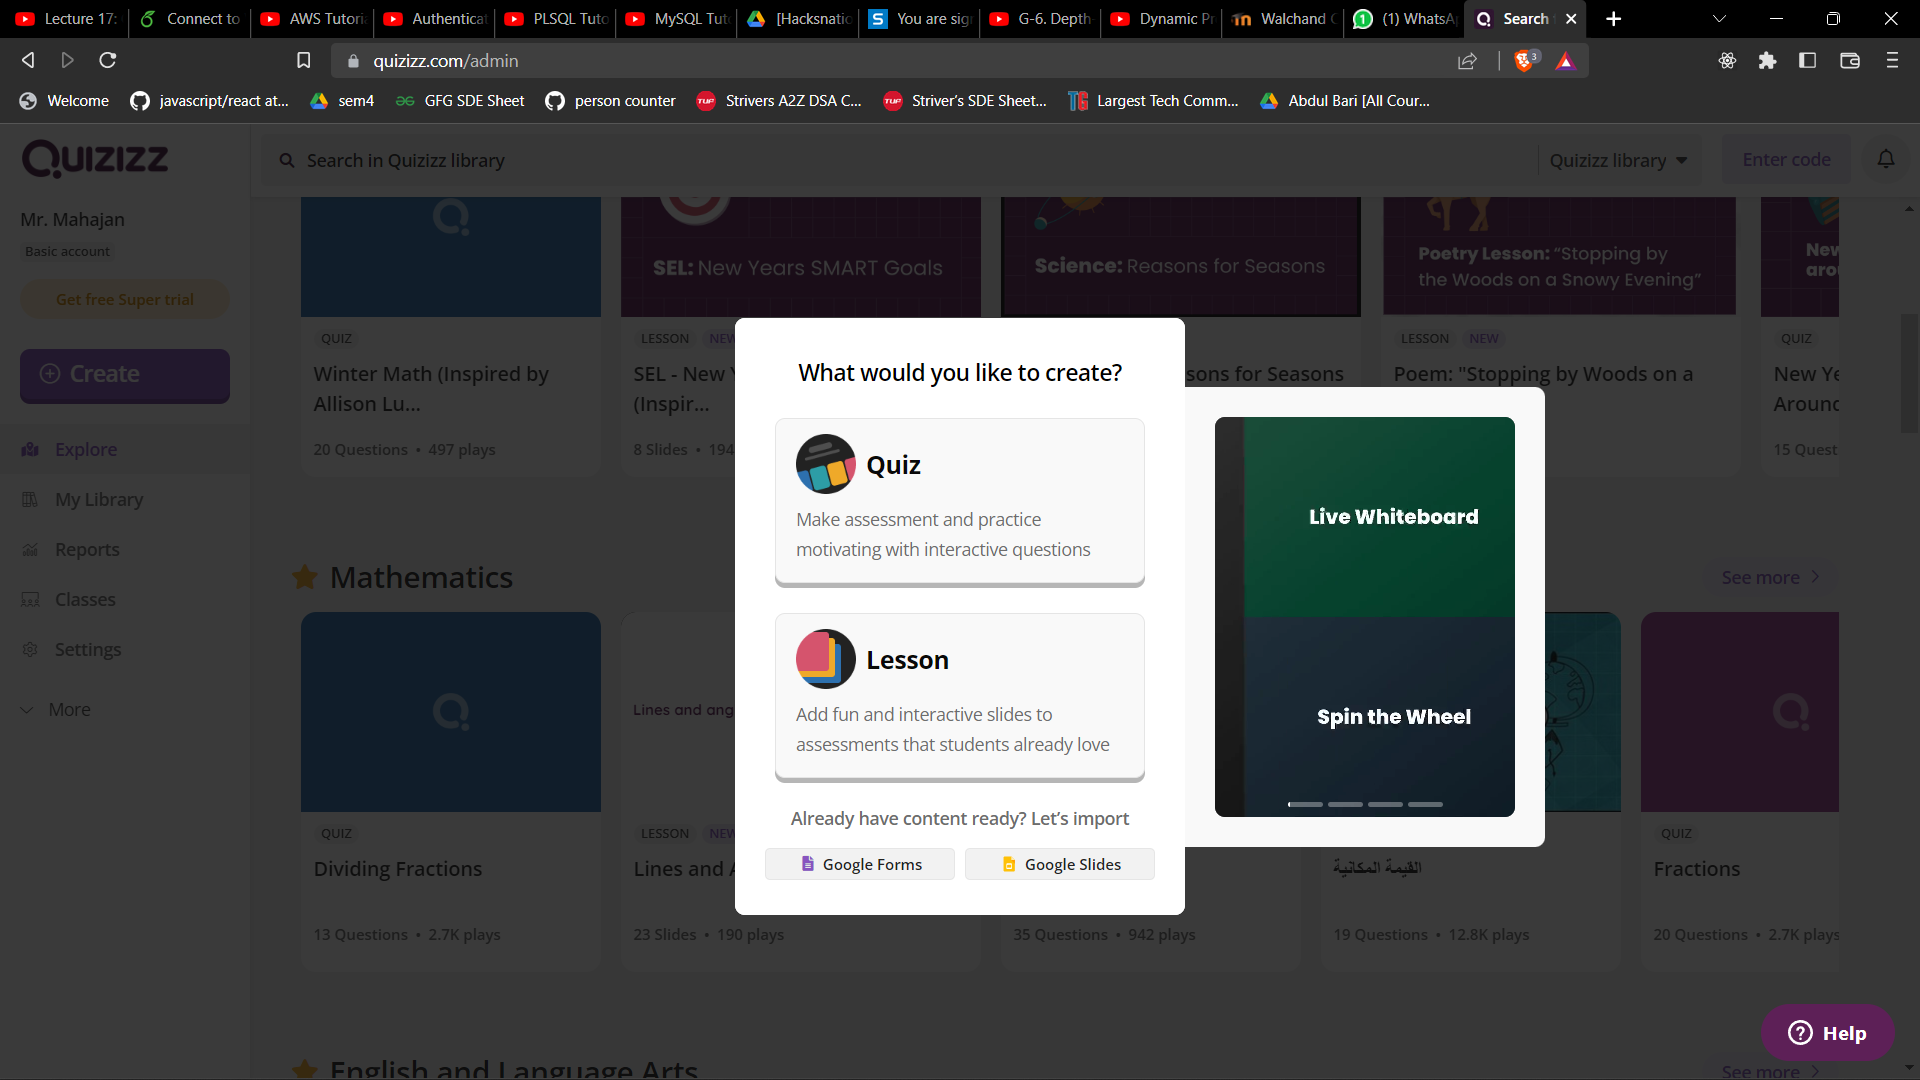 Lecture 17:
Connect to
AWS Tutori
Authenticat
PLSQL Tuto
MySQL Tut
[Hacksnatio
You are sig
G-6. Depth-
Dynamic Pr
Walchand C
(1) WhatsA
Search
quizizz.com/admin
3
Welcome
javascript/react at...
sem4
GFG SDE Sheet
person counter
Strivers A2Z DSA C...
Striver's SDE Sheet...
Largest Tech Comm...
Abdul Bari [All Cour...
QUIZIZZ
Search in Quizizz library
Quizizz library
Enter code
Mr. Mahajan
Basic account
Get free Super trial
Create
Explore
My Library
Reports
Classes
Settings
More
SEL: New Years SMART Goals
Science: Reasons for Seasons
Poetry Lesson: “Stopping by
the Woods on a Snowy Evening”
New
arou
QUIZ
LESSON NEW
LESSON NEW
QUIZ
Winter Math (Inspired by
Allison Lu...
SEL - New Y
(Inspir...
sons for Seasons
Poem: "Stopping by Woods on a
New Ye
Around
20 Questions • 497 plays
8 Slides • 194
15 Quest
What would you like to create?
Quiz
Make assessment and practice
motivating with interactive questions
Lesson
Add fun and interactive slides to
assessments that students already love
Already have content ready? Let’s import
Google Forms
Google Slides
Live Whiteboard
Spin the Wheel
Mathematics
See more
Lines and ang
QUIZ
LESSON NEW
QUIZ
Dividing Fractions
Lines and A
القيمة المكانية
Fractions
13 Questions • 2.7K plays
23 Slides • 190 plays
35 Questions • 942 plays
19 Questions • 12.8K plays
20 Questions • 2.7K plays
English and Language Arts
See more
Help